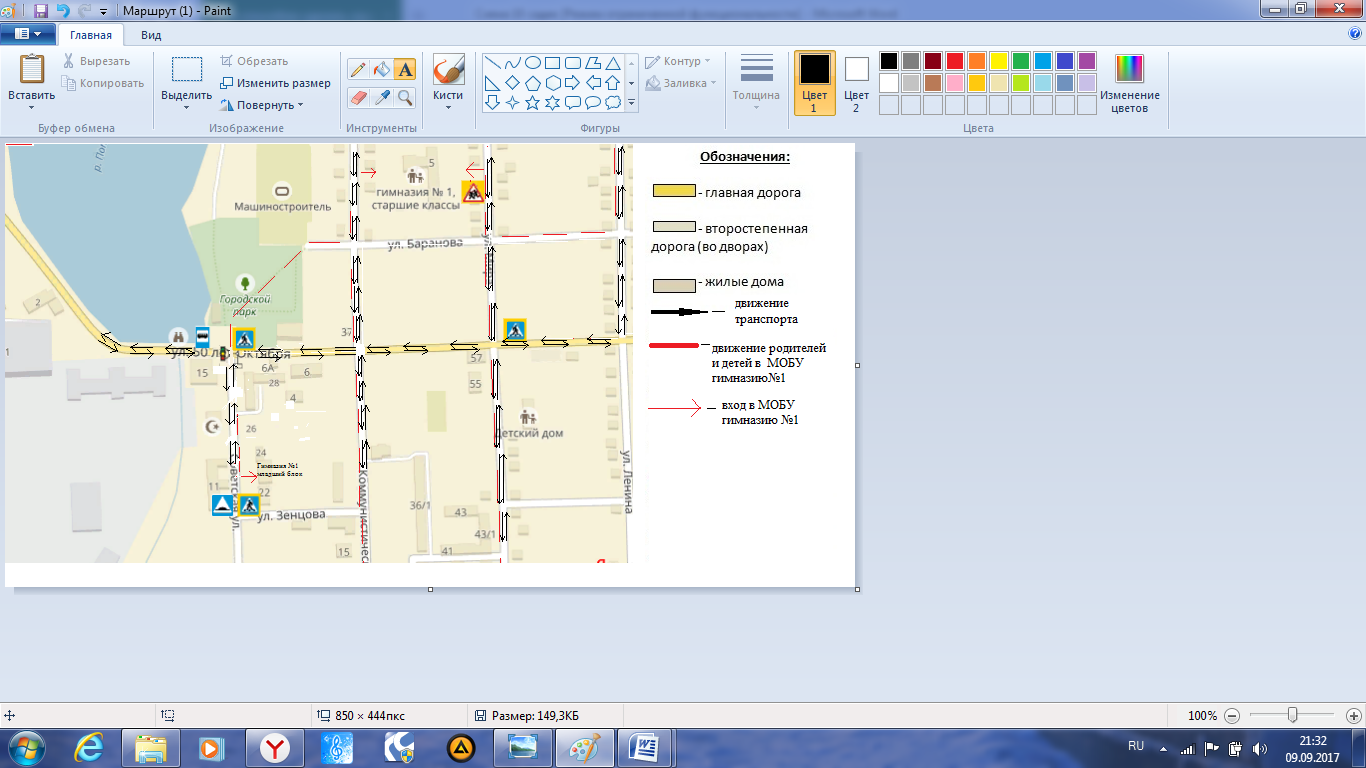 Маршрут (1) - Paint
Главная
Вид
Вставить
Вырезать
Копировать
Буфер обмена
Выделить
Обрезать
Изменить размер
Повернуть
Изображение
A
Инструменты
Кисти
Контур
Заливка
Фигуры
Толщина
Цвет 1
Цвет 2
Изменение цветов
Цвета
5
гимназия № 1,
старшие классы
Машиностроитель
ул. Баранова
Городской
парк
2
37
1
15
6А
6
28
4
57
55
26
Детский дом
24
Гимназия №1
младший блок
11
22
Советская ул.
ул. Зенцова
ул. Ленина
36/1
43
43/1
15
41
Обозначения:
- главная дорога
- второстепенная
дорога (во дворах)
- жилые дома
движение
транспорта
движение родителей
и детей в МОБУ
гимназию№1
вход в МОБУ
гимназию №1
850 × 444пкс
Размер: 149,3КБ
100%
RU
21:32
09.09.2017